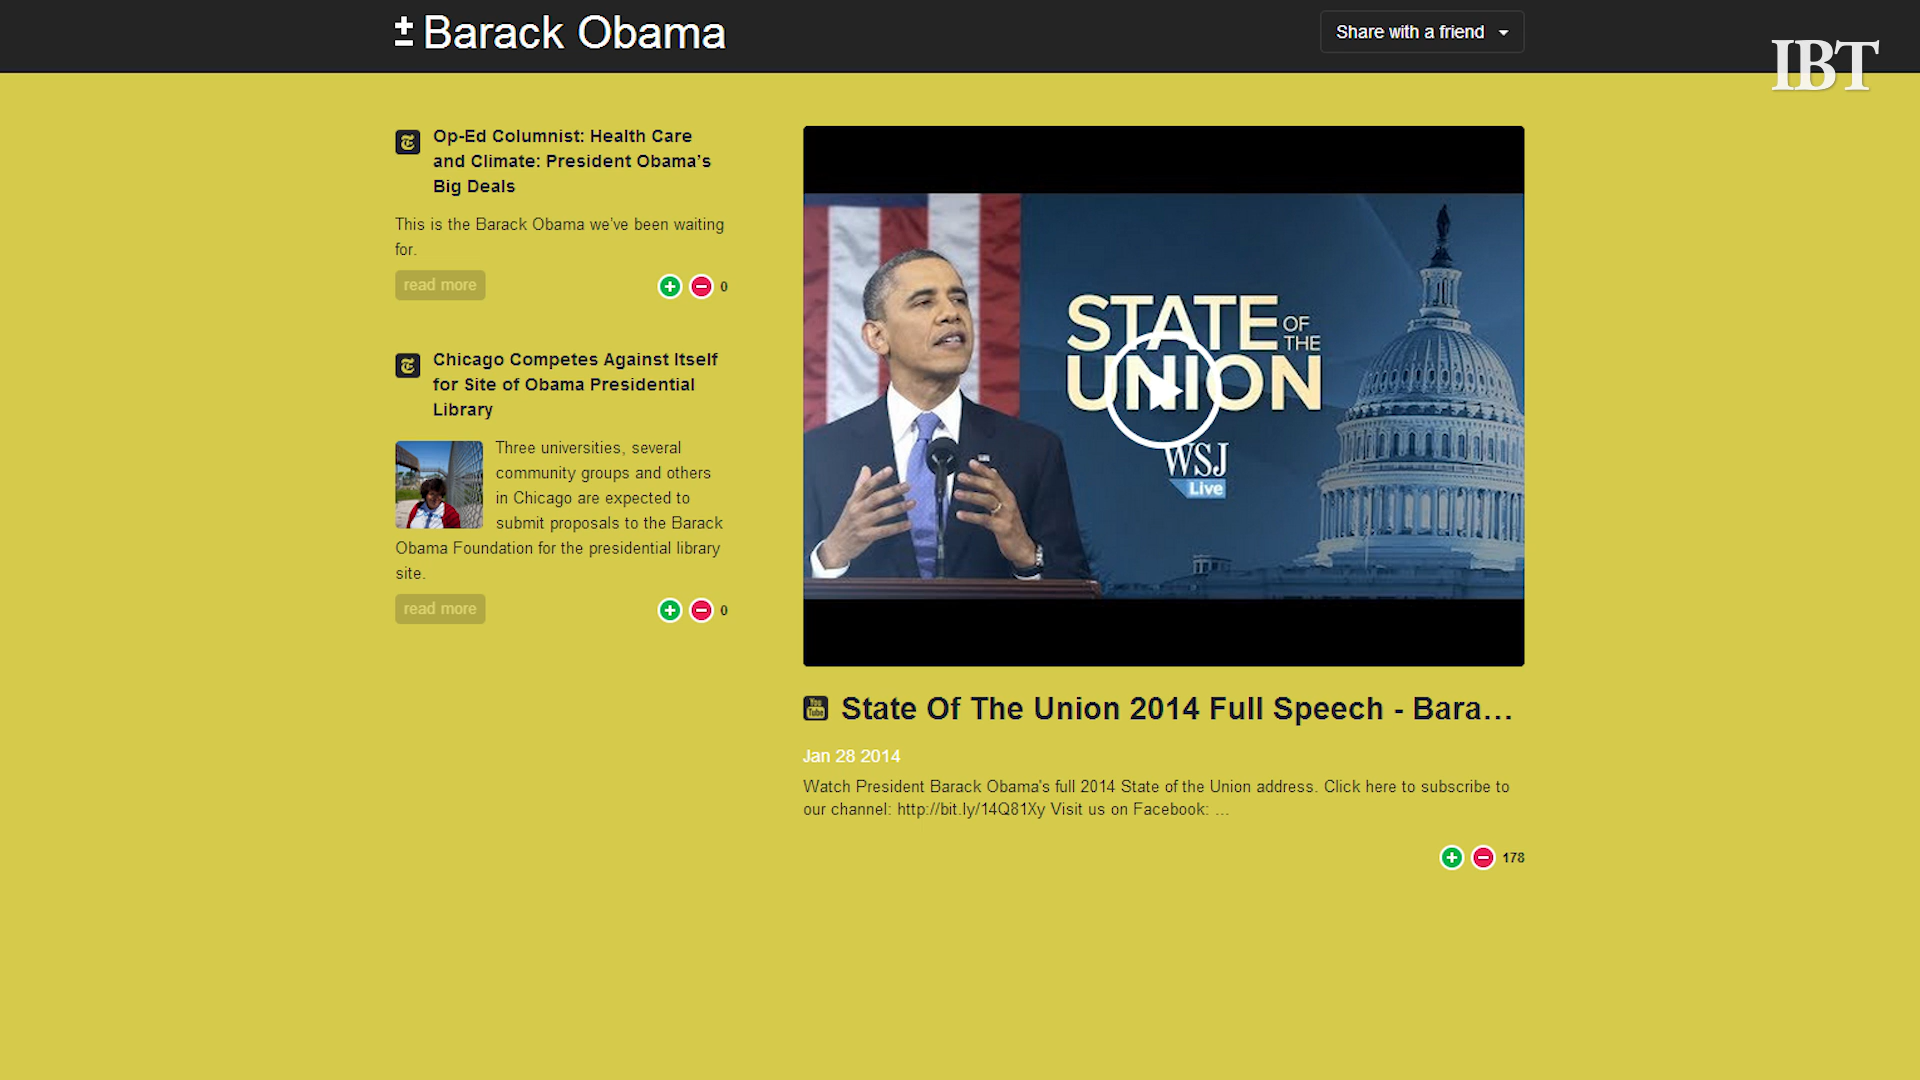 ± Barack Obama
Share with a friend
IBT
Op-Ed Columnist: Health Care
and Climate: President Obama’s
Big Deals
This is the Barack Obama we’ve been waiting
for.
read more
0
Chicago Competes Against Itself
for Site of Obama Presidential
Library
Three universities, several
community groups and others
in Chicago are expected to
submit proposals to the Barack
Obama Foundation for the presidential library
site.
read more
0
STATE OF
THE
UNION
WSJ
Live
You
Tube
State Of The Union 2014 Full Speech - Bara...
Jan 28 2014
Watch President Barack Obama's full 2014 State of the Union address. Click here to subscribe to
our channel: http://bit.ly/14Q81Xy Visit us on Facebook: ...
178